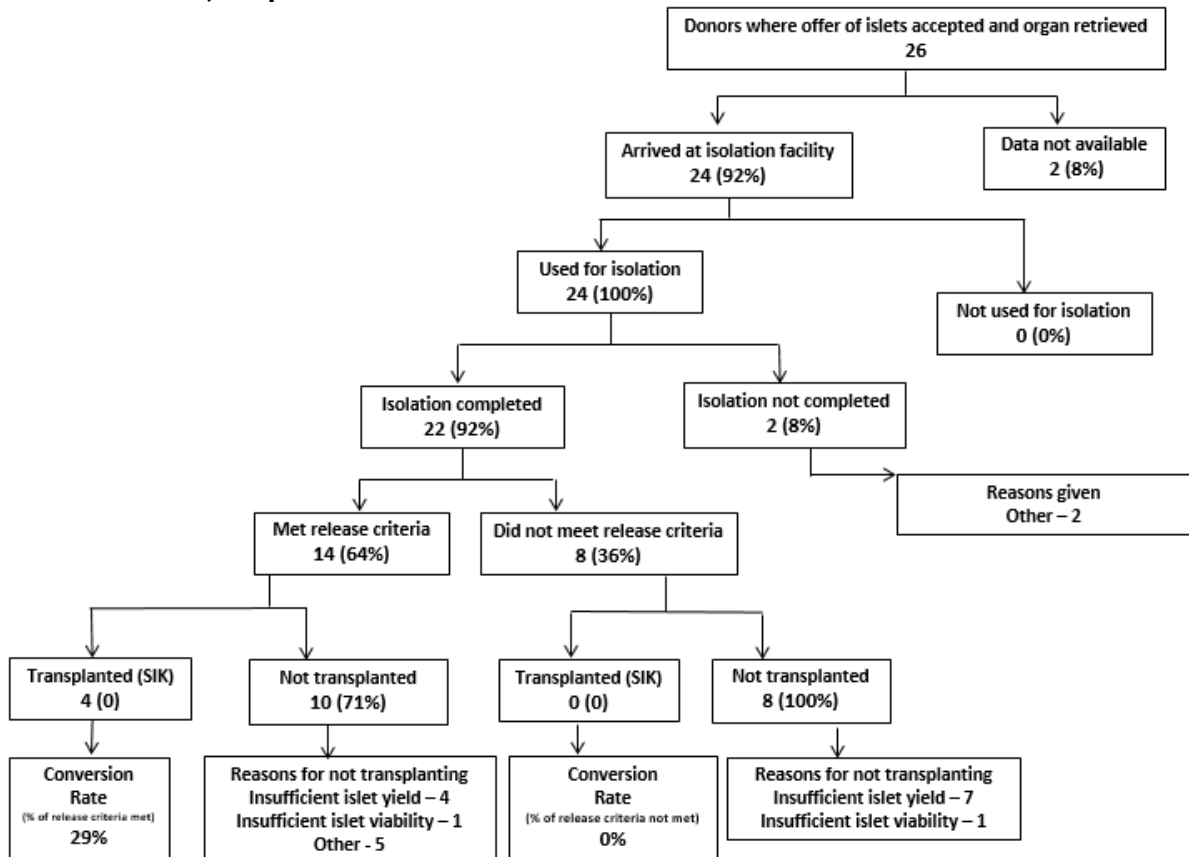 Donors where offer of islets accepted and organ retrieved
26
Arrived at isolation facility
24 (92%)
Data not available
2 (8%)
Used for isolation
24 (100%)
Not used for isolation
0 (0%)
Isolation completed
22 (92%)
Isolation not completed
2 (8%)
Reasons given
Other – 2
Met release criteria
14 (64%)
Did not meet release criteria
8 (36%)
Transplanted (SIK)
4 (0)
Not transplanted
10 (71%)
Transplanted (SIK)
0 (0)
Not transplanted
8 (100%)
Conversion
Rate
(% of release criteria met)
29%
Reasons for not transplanting
Insufficient islet yield – 4
Insufficient islet viability – 1
Other - 5
Conversion
Rate
(% of release criteria not met)
0%
Reasons for not transplanting
Insufficient islet yield – 7
Insufficient islet viability – 1